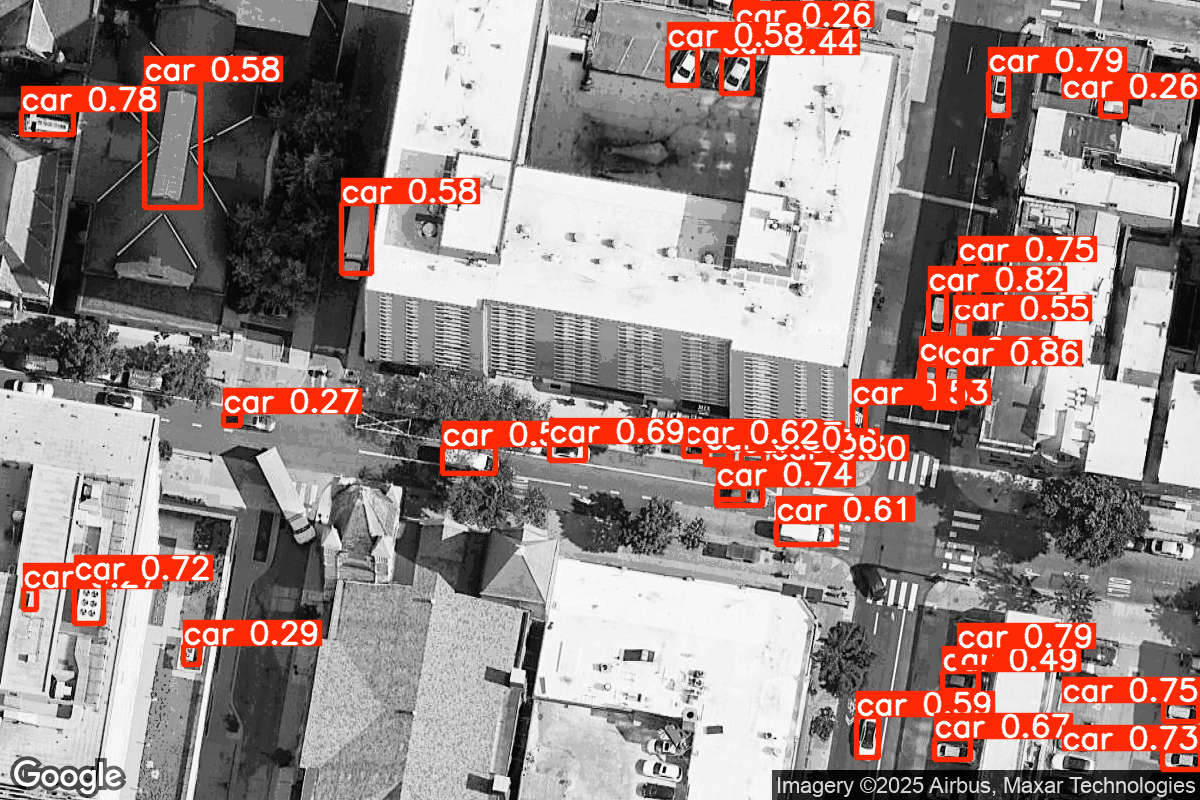 car 0.26
car 0.58
0.44
car 0.79
car 0.26
car 0.58
car 0.78
car 0.58
car 0.75
car 0.82
car 0.55
car 0.86
car 0.27
car 0.69
car 0.62
car 0.74
car 0.61
car 0.72
car
car 0.29
car 0.79
0.49
car 0.75
car 0.59
car 0.67
car 0.73
Google
Imagery ©2025 Airbus, Maxar Technologies